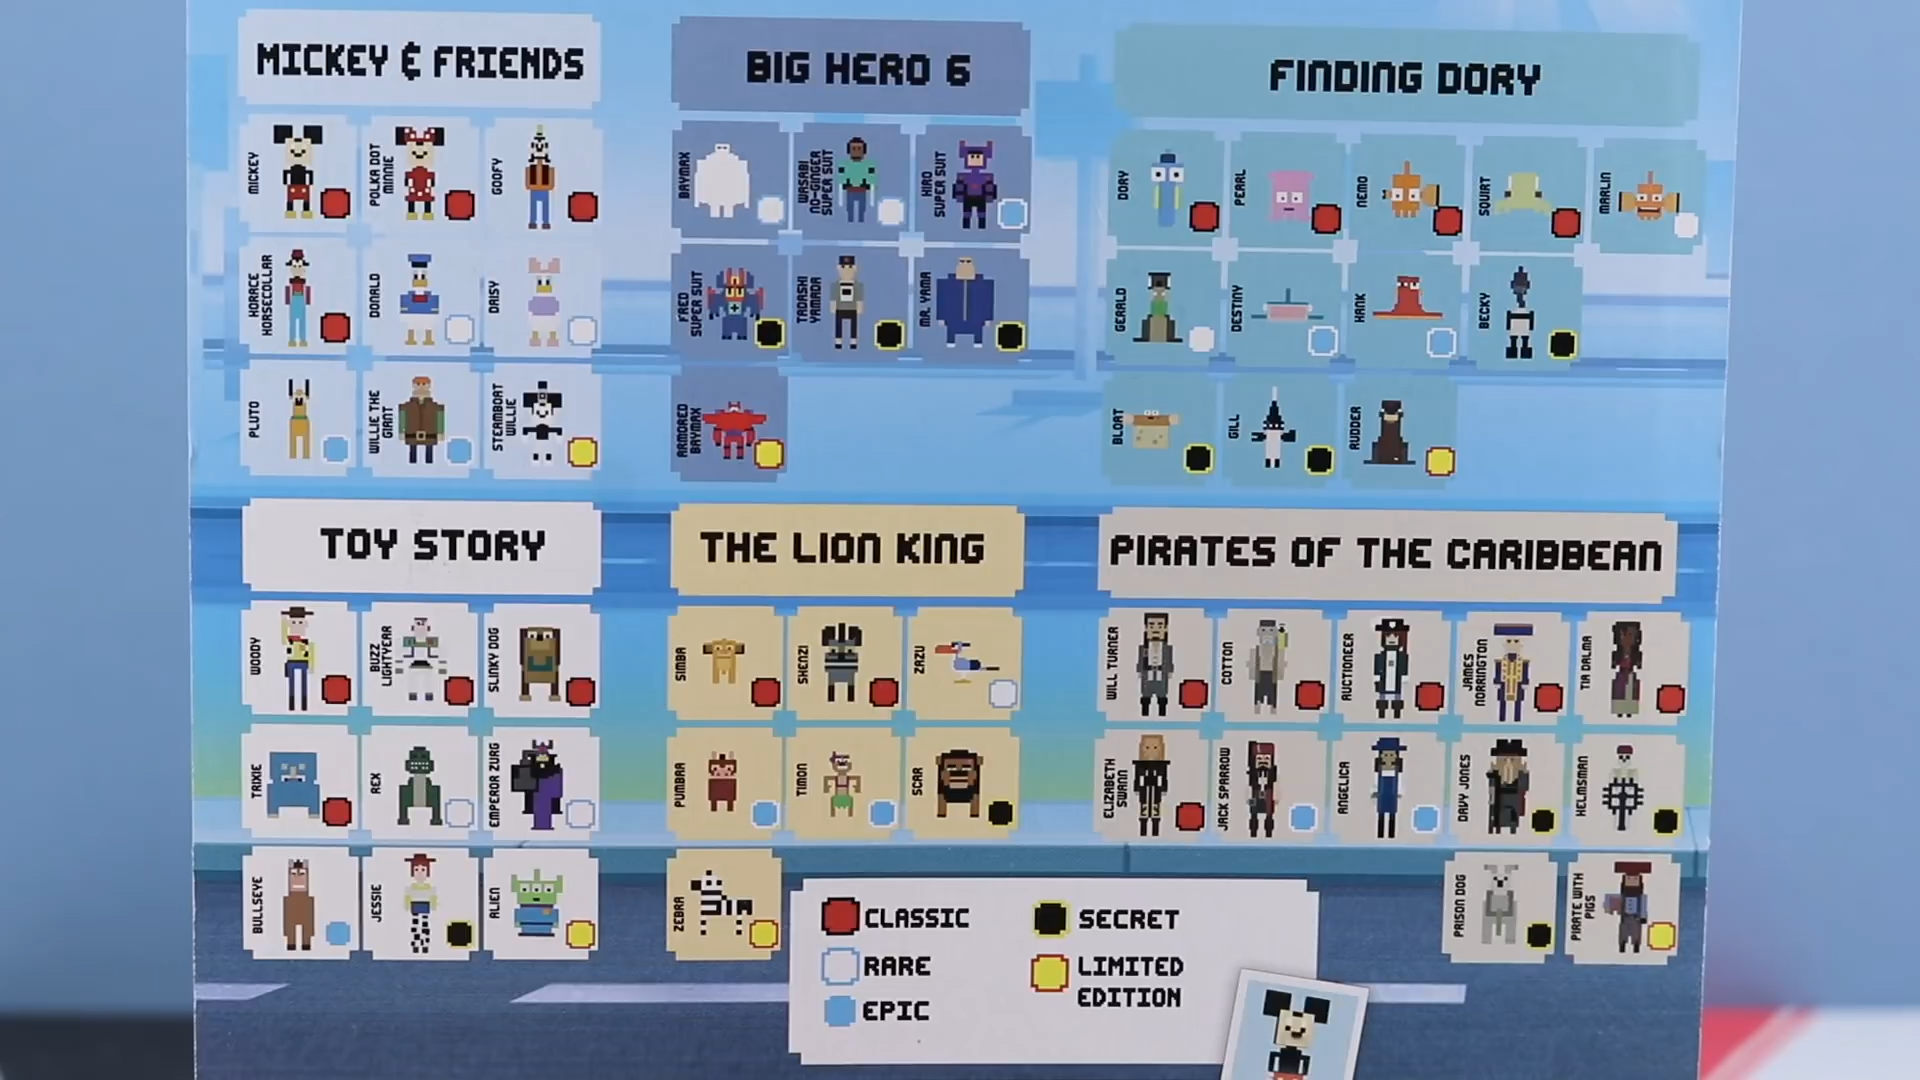 MICKEY & FRIENDS
MICKEY
POLKA DOT
MINNIE
GOOFY
HORACE
HORSECOLLAR
DONALD
DAISY
PLUTO
WILLIE THE
GIANT
STEAMBOAT
WILLIE
BIG HERO 6
BAYMAX
WASABI
NO-GINGER
SUPER SUIT
HIRO
SUPER SUIT
FRED
SUPER SUIT
TADASHI
YAMADA
MR. YAMA
ARMORED
BAYMAX
FINDING DORY
DORY
PEARL
NEMO
SQUIRT
MARLIN
GERALD
DESTINY
HANK
BECKY
BLOAT
GILL
RUDDER
TOY STORY
WOODY
BUZZ
LIGHTYEAR
SLINKY DOG
TRIXIE
REX
EMPEROR ZURG
BULLSEYE
JESSIE
ALIEN
THE LION KING
SIMBA
SHENZI
ZAZU
PUMBAA
TIMON
SCAR
ZEBRA
PIRATES OF THE CARIBBEAN
WILL TURNER
COTTON
AUCTIONEER
JAMES
NORRINGTON
TIA DALMA
ELIZABETH
SWANN
JACK SPARROW
ANGELICA
DAVY JONES
HELMSMAN
PRISON DOG
PIRATE WITH
PIGS
CLASSIC
RARE
EPIC
SECRET
LIMITED
EDITION